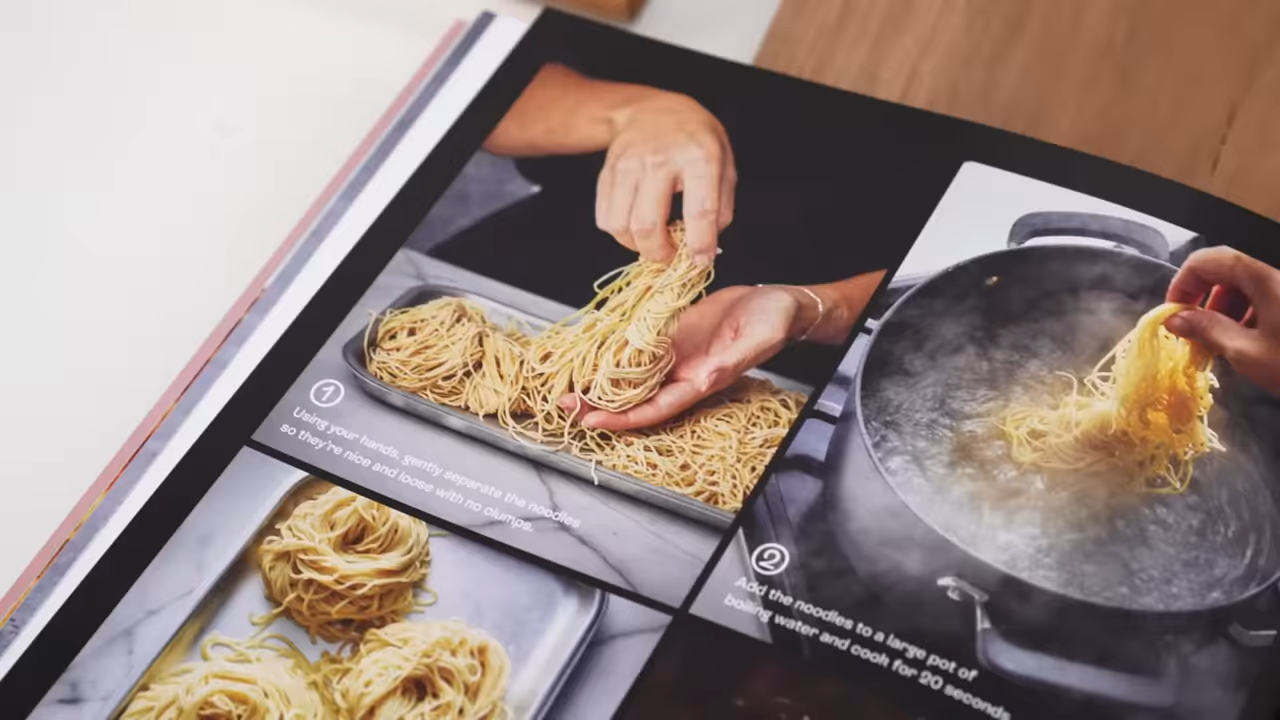 1
Using your hands, gently separate the noodles
so they're nice and loose with no clumps.
2
Add the noodles to a large pot of
boiling water and cook for 20 seconds